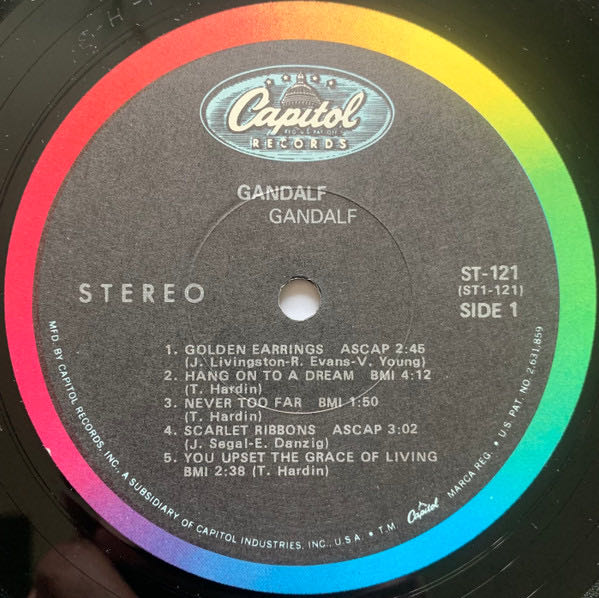 Capitol
REG. U.S. PAT. OFF.
RECORDS
GANDALF
GANDALF
STEREO
ST-121
(ST1-121)
SIDE 1
1. GOLDEN EARRINGS ASCAP 2:45
(J. Livingston-R. Evans-V. Young)
2. HANG ON TO A DREAM BMI 4:12
(T. Hardin)
3. NEVER TOO FAR BMI 1:50
(T. Hardin)
4. SCARLET RIBBONS ASCAP 3:02
(J. Segal-E. Danzig)
5. YOU UPSET THE GRACE OF LIVING
BMI 2:38 (T. Hardin)
MFD. BY CAPITOL RECORDS, INC., A SUBSIDIARY OF CAPITOL INDUSTRIES, INC., U.S.A. • T.M. Capitol MARCA REG. • U.S. PAT. NO. 2,631,859